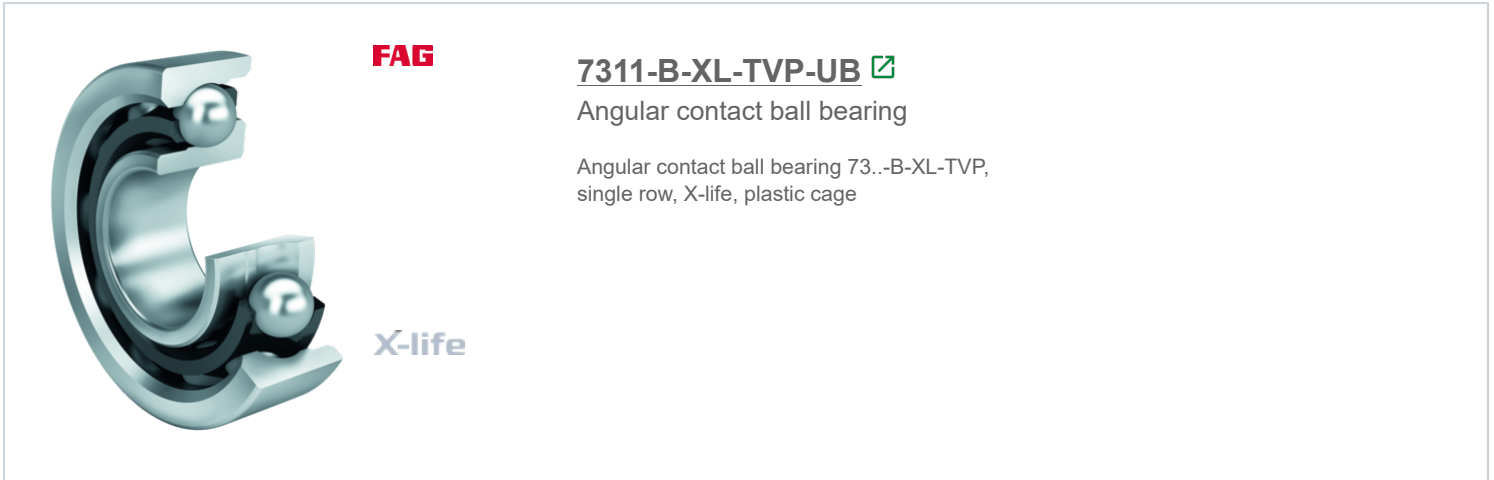 FAG
7311-B-XL-TVP-UB
Angular contact ball bearing
Angular contact ball bearing 73..-B-XL-TVP,
single row, X-life, plastic cage
X-life